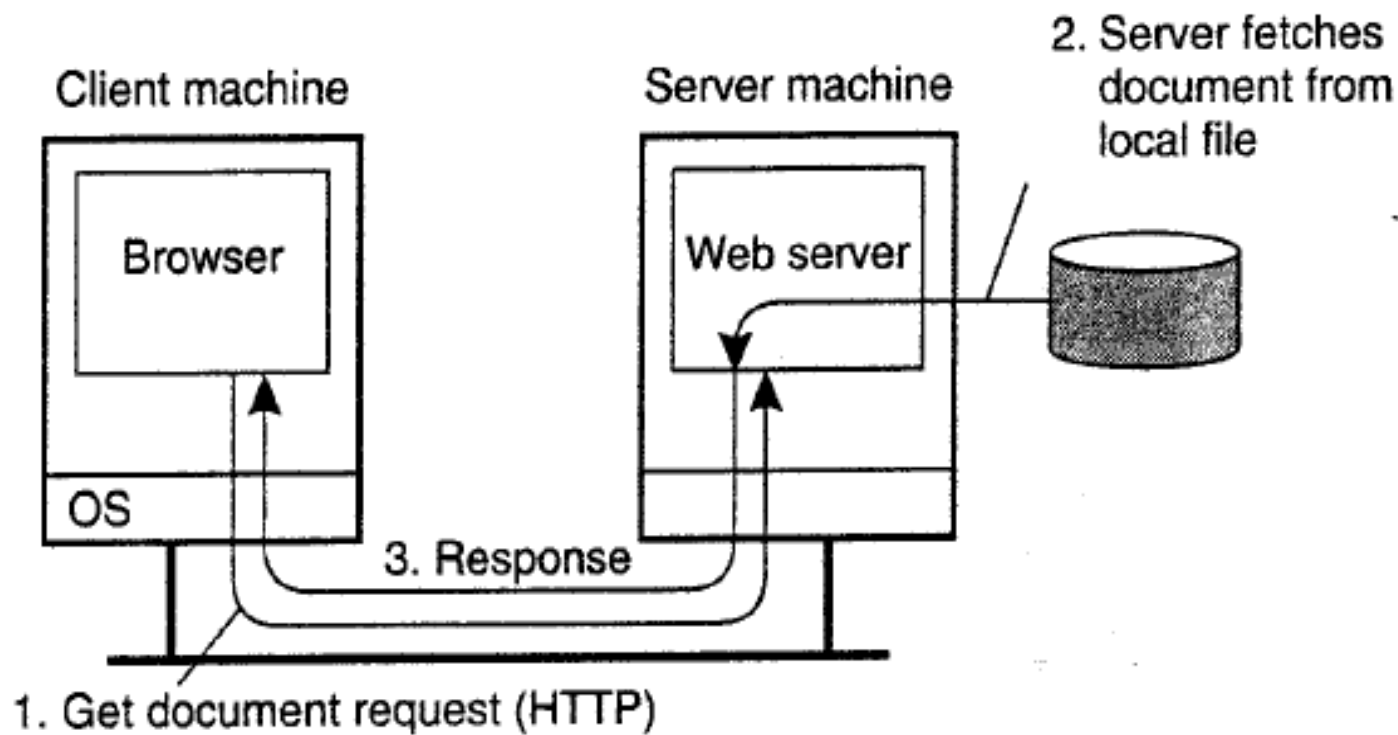 2. Server fetches
document from
local file
Client machine
Server machine
Browser
Web server
OS
3. Response
1. Get document request (HTTP)